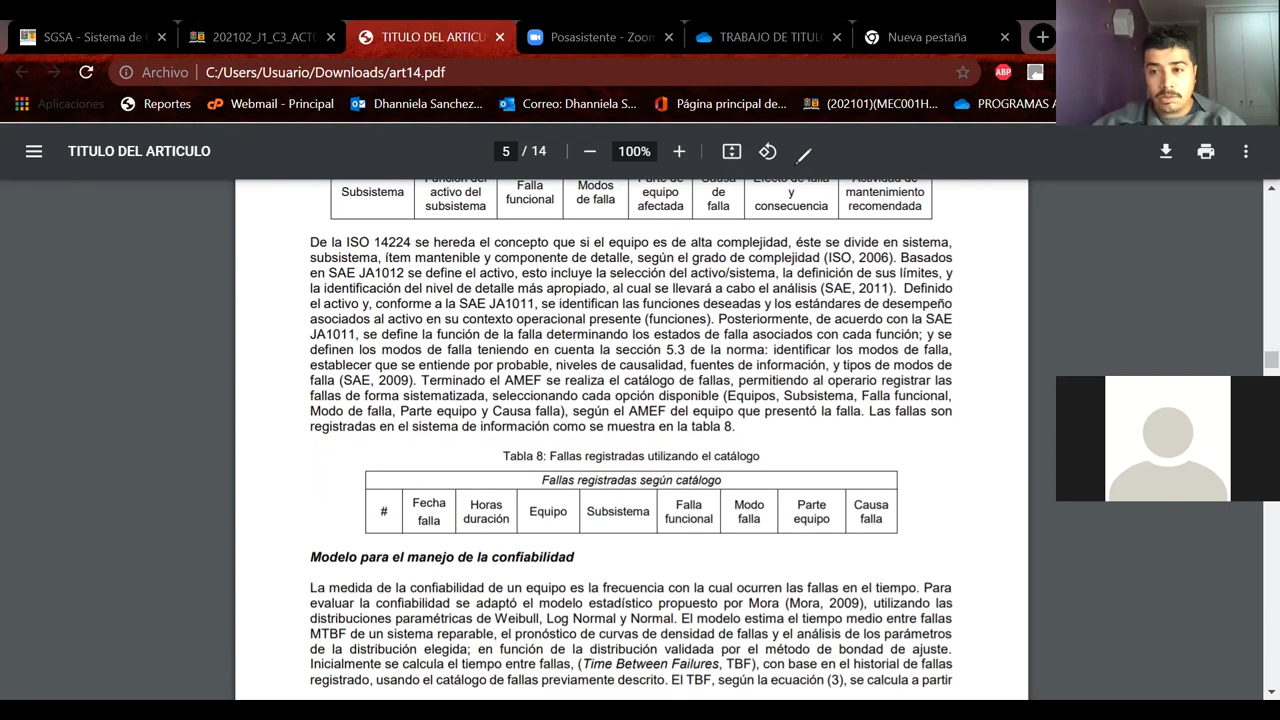 SGSA - Sistema de
202102_J1_C3_ACTO
TITULO DEL ARTICU
Posasistente - Zoom
TRABAJO DE TITUL
Nueva pestaña
Archivo C:/Users/Usuario/Downloads/art14.pdf
ABP
Aplicaciones Reportes Webmail - Principal Dhanniela Sanchez... Correo: Dhanniela S... Página principal de... (202101)(MEC001H... PROGRAMAS A
TITULO DEL ARTICULO 5 / 14 100%
Subsistema Función del activo del subsistema Falla funcional Modos de falla Parte de equipo afectada Causa de falla Efecto de falla y consecuencia Actividad de mantenimiento recomendada
De la ISO 14224 se hereda el concepto que si el equipo es de alta complejidad, éste se divide en sistema,
subsistema, ítem mantenible y componente de detalle, según el grado de complejidad (ISO, 2006). Basados
en SAE JA1012 se define el activo, esto incluye la selección del activo/sistema, la definición de sus límites, y
la identificación del nivel de detalle más apropiado, al cual se llevará a cabo el análisis (SAE, 2011). Definido
el activo y, conforme a la SAE JA1011, se identifican las funciones deseadas y los estándares de desempeño
asociados al activo en su contexto operacional presente (funciones). Posteriormente, de acuerdo con la SAE
JA1011, se define la función de la falla determinando los estados de falla asociados con cada función; y se
definen los modos de falla teniendo en cuenta la sección 5.3 de la norma: identificar los modos de falla,
establecer que se entiende por probable, niveles de causalidad, fuentes de información, y tipos de modos de
falla (SAE, 2009). Terminado el AMEF se realiza el catálogo de fallas, permitiendo al operario registrar las
fallas de forma sistematizada, seleccionando cada opción disponible (Equipos, Subsistema, Falla funcional,
Modo de falla, Parte equipo y Causa falla), según el AMEF del equipo que presentó la falla. Las fallas son
registradas en el sistema de información como se muestra en la tabla 8.
Tabla 8: Fallas registradas utilizando el catálogo
Fallas registradas según catálogo
# Fecha falla Horas duración Equipo Subsistema Falla funcional Modo falla Parte equipo Causa falla
Modelo para el manejo de la confiabilidad
La medida de la confiabilidad de un equipo es la frecuencia con la cual ocurren las fallas en el tiempo. Para
evaluar la confiabilidad se adaptó el modelo estadístico propuesto por Mora (Mora, 2009), utilizando las
distribuciones paramétricas de Weibull, Log Normal y Normal. El modelo estima el tiempo medio entre fallas
MTBF de un sistema reparable, el pronóstico de curvas de densidad de fallas y el análisis de los parámetros
de la distribución elegida; en función de la distribución validada por el método de bondad de ajuste.
Inicialmente se calcula el tiempo entre fallas, (Time Between Failures, TBF), con base en el historial de fallas
registrado, usando el catálogo de fallas previamente descrito. El TBF, según la ecuación (3), se calcula a partir